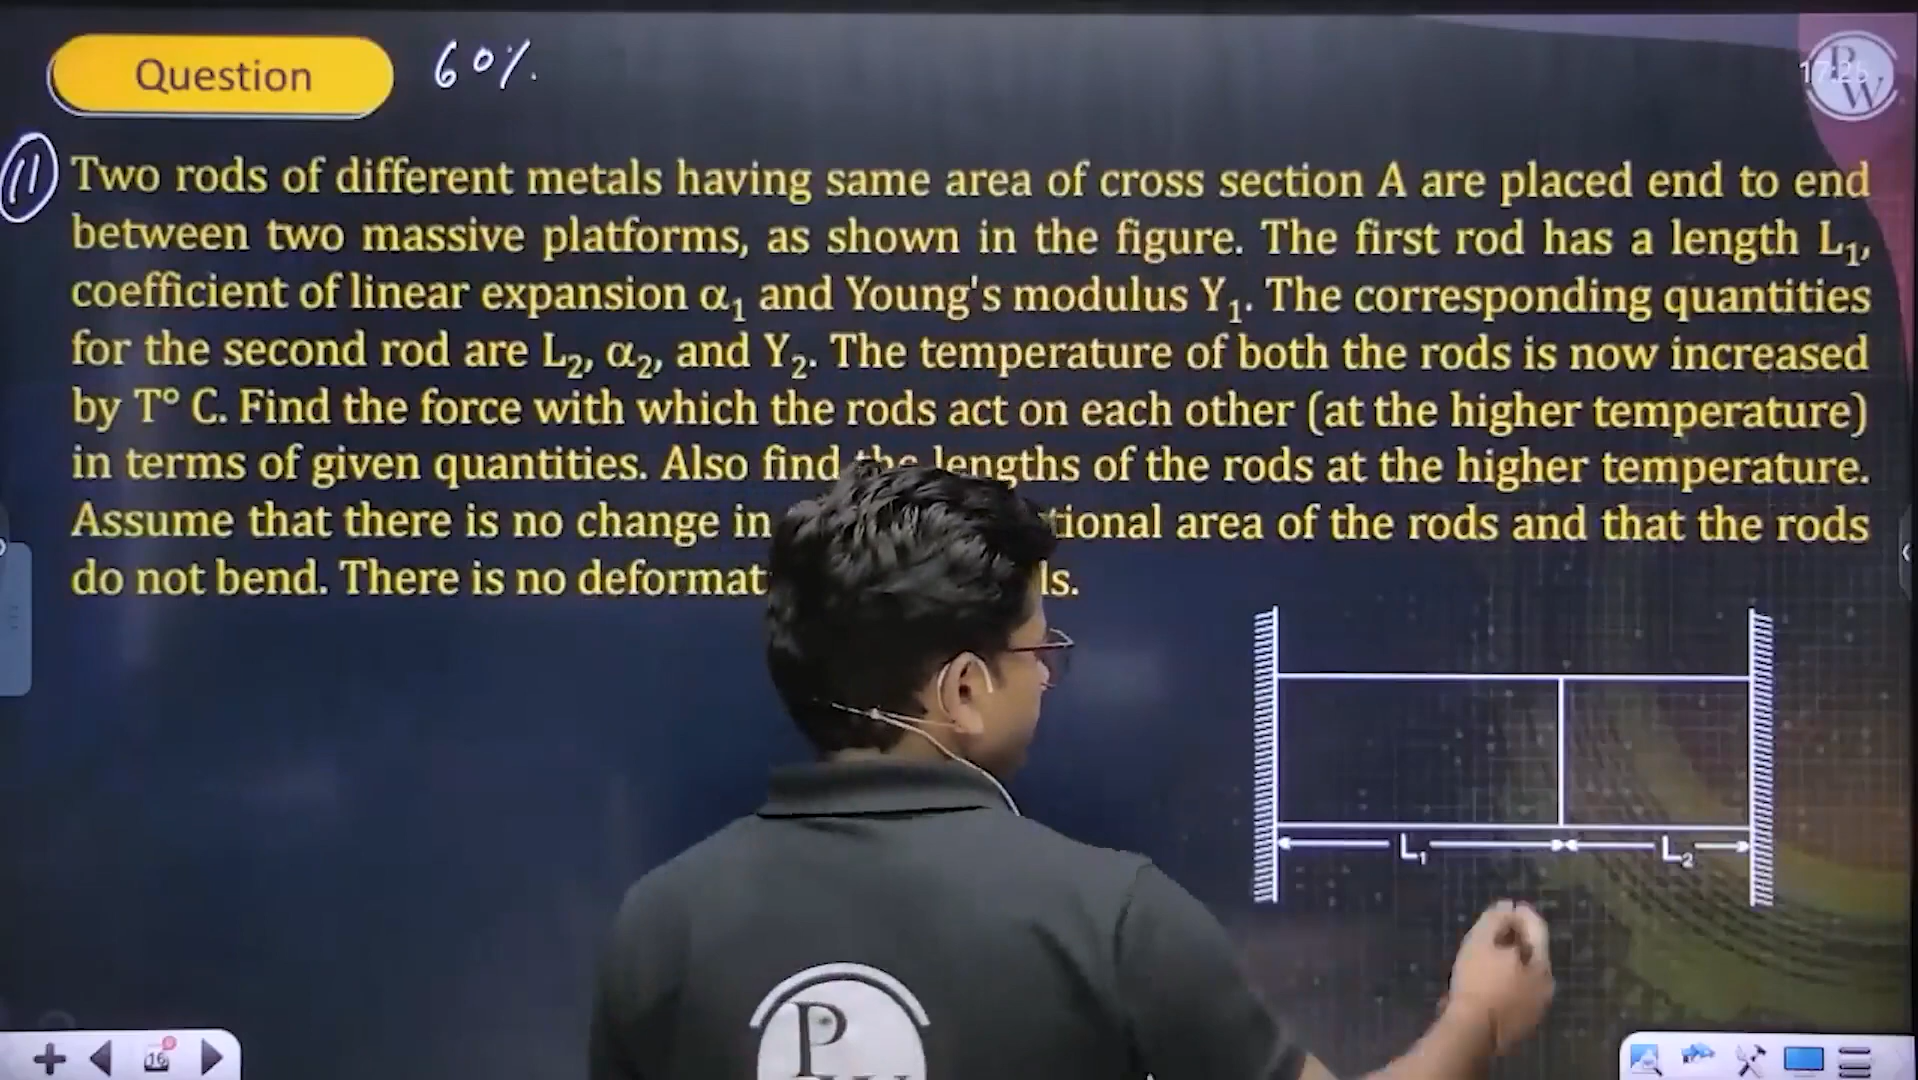 Question
60%.
17:25
PW
11
Two rods of different metals having same area of cross section A are placed end to end
between two massive platforms, as shown in the figure. The first rod has a length L₁,
coefficient of linear expansion α₁ and Young's modulus Y₁. The corresponding quantities
for the second rod are L₂, α₂, and Y₂. The temperature of both the rods is now increased
by T° C. Find the force with which the rods act on each other (at the higher temperature)
in terms of given quantities. Also find the lengths of the rods at the higher temperature.
Assume that there is no change in tional area of the rods and that the rods
do not bend. There is no deformat ls.
L₁
L₂
P
16